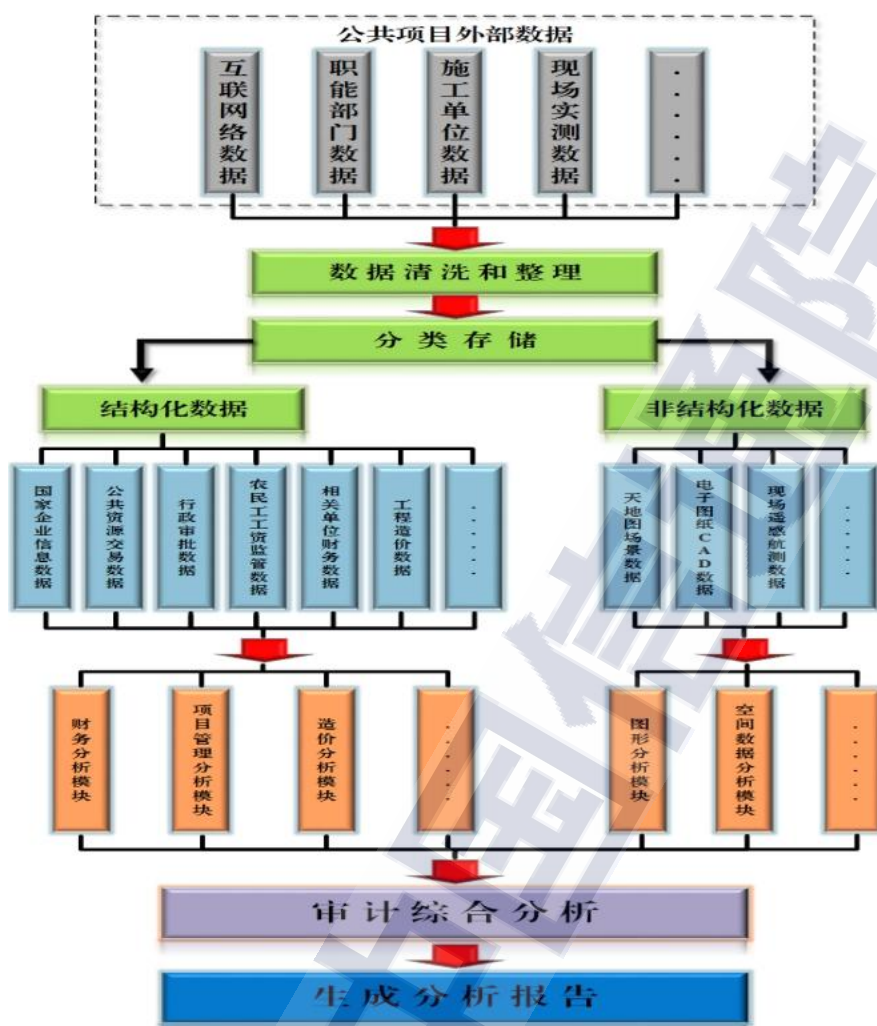 公共项目外部数据
互联网络数据
职能部门数据
施工单位数据
现场实测数据
......
数据清洗和整理
分类存储
结构化数据
非结构化数据
国家企业信息数据
公共资源交易数据
行政审批数据
农民工工资监管数据
相关单位财务数据
工程造价数据
......
天地图场景数据
电子图纸CAD数据
现场遥感航测数据
......
财务分析模块
项目管理分析模块
造价分析模块
......
图形分析模块
空间数据分析模块
......
审计综合分析
生成分析报告
中国信通院